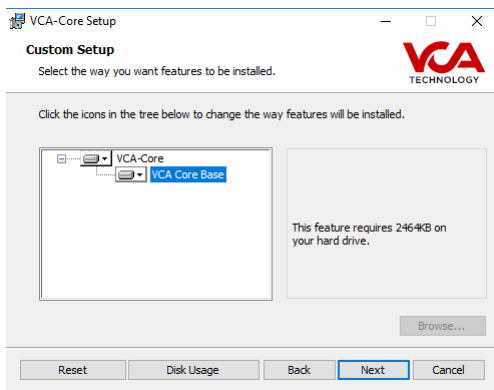 VCA-Core Setup
Custom Setup
Select the way you want features to be installed.
VCA
TECHNOLOGY
Click the icons in the tree below to change the way features will be installed.
VCA-Core
VCA Core Base
This feature requires 2464KB on
your hard drive.
Browse...
Reset
Disk Usage
Back
Next
Cancel